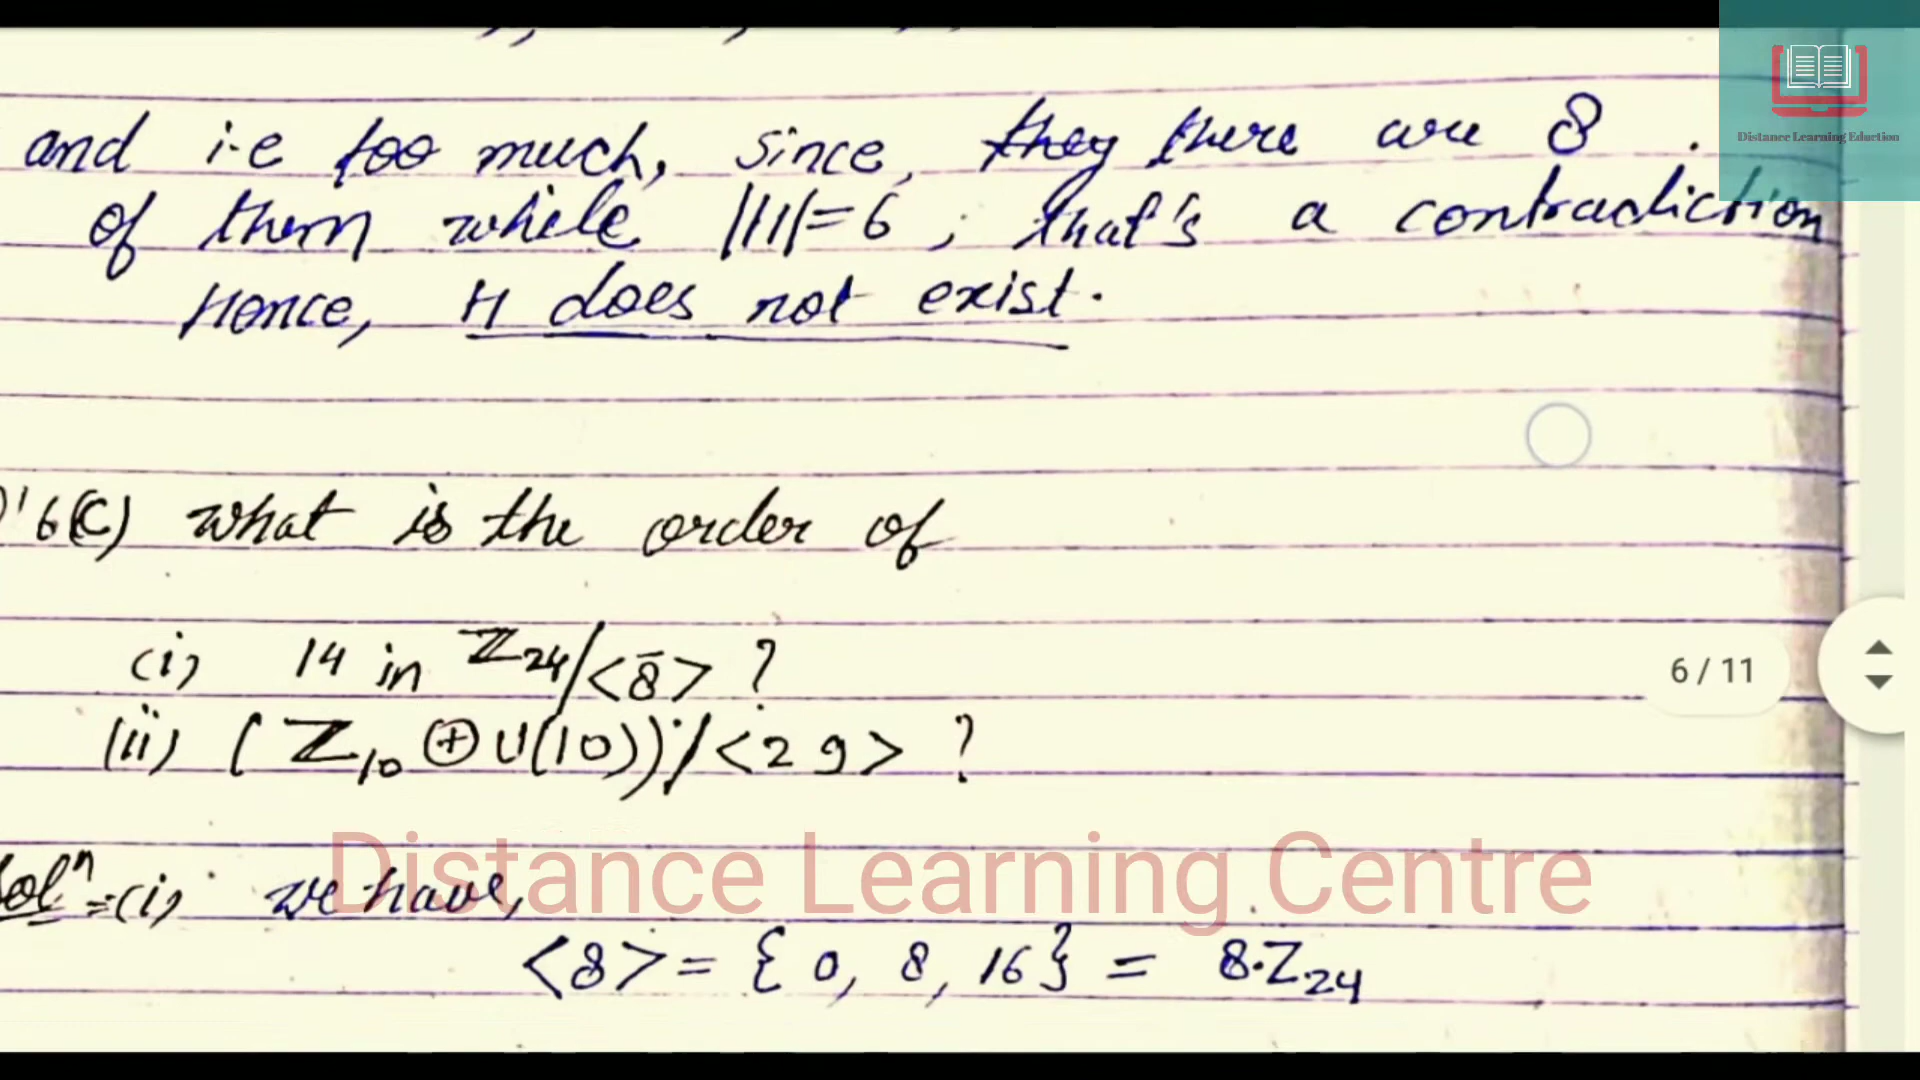 Distance Learning Eduction
and i.e too much, since, they there are 8
of them while |H|=6, that's a contradiction
Hence, H does not exist.
6(C) what is the order of
(i) 14 in Z24/<8̄> ?
6 / 11
(ii) (Z10 ⊕ U(10))/<2 9> ?
Distance Learning Centre
Solⁿ = (i) we have,
<8> = {0, 8, 16} = 8.Z24